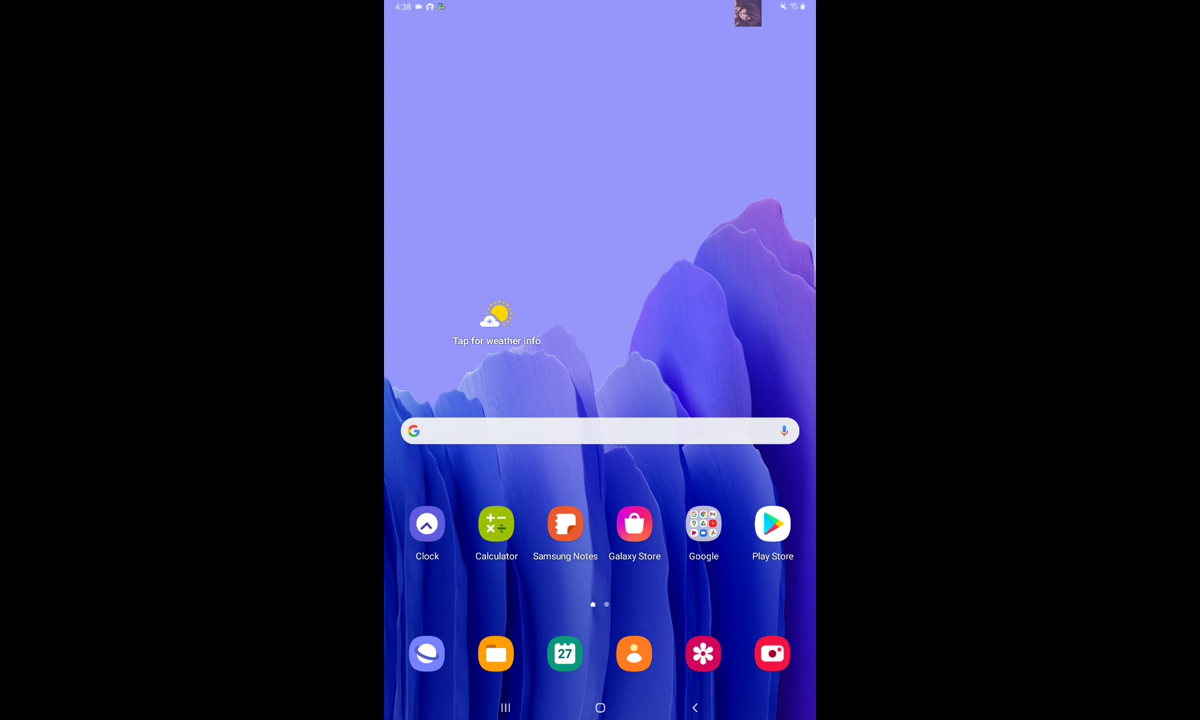 4:38
Tap for weather info
Clock
Calculator
Samsung Notes
Galaxy Store
Google
Play Store
27